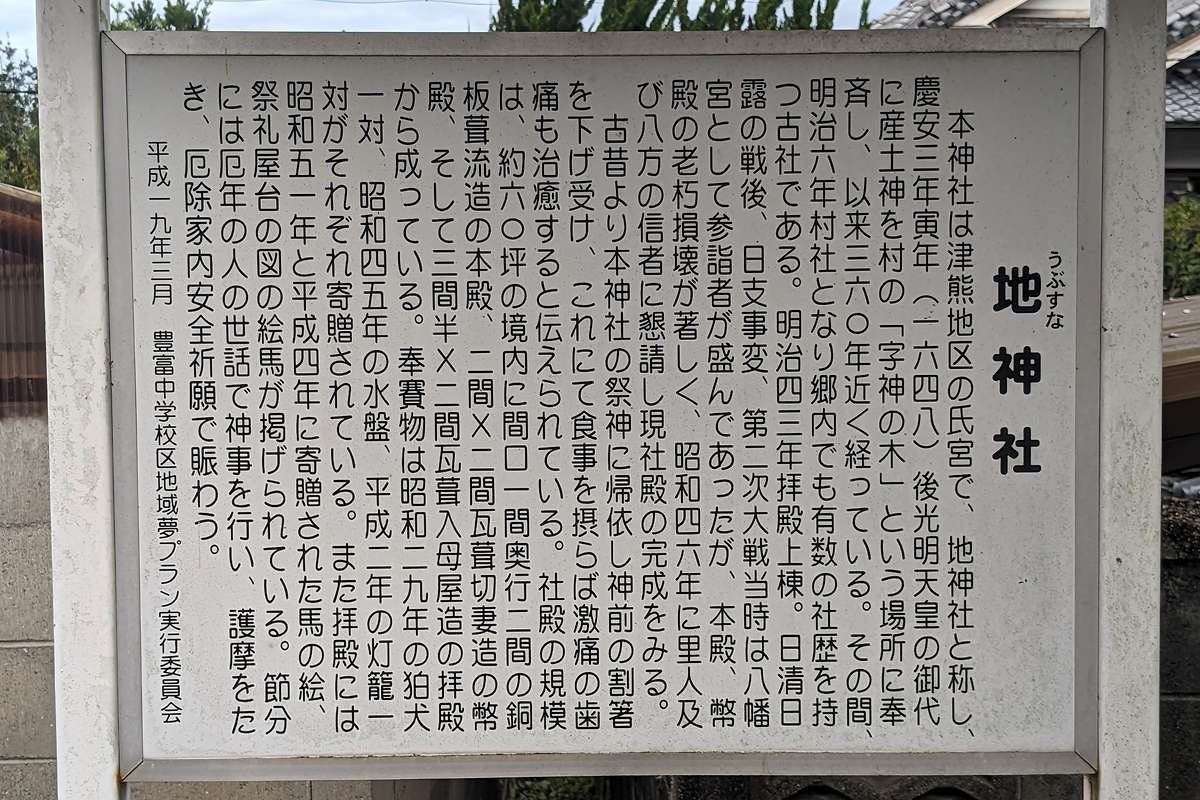 うぶすな
地神社
本神社は津熊地区の氏宮で、地神社と称し、
慶安三年寅年（一六四八）後光明天皇の御代
に産土神を村の「字神の木」という場所に奉
斉し、以来三六〇年近く経っている。その間、
明治六年村社となり郷内でも有数の社歴を持
つ古社である。明治四三年拝殿上棟。日清日
露の戦後、日支事変、第二次大戦当時は八幡
宮として参詣者が盛んであったが、本殿、幣
殿の老朽損壊が著しく、昭和四六年に里人及
び八方の信者に懇請し現社殿の完成をみる。
古昔より本神社の祭神に帰依し神前の割箸
を下げ受け、これにて食事を摂らば激痛の歯
痛も治癒すると伝えられている。社殿の規模
は、約六〇坪の境内に間口一間奥行二間の銅
板葺流造の本殿、二間×二間瓦葺切妻造の幣
殿、そして三間半×二間瓦葺入母屋造の拝殿
から成っている。奉賽物は昭和二九年の狛犬
一対、昭和四五年の水盤、平成二年の灯籠一
対がそれぞれ寄贈されている。また拝殿には
昭和五一年と平成四年に寄贈された馬の絵、
祭礼屋台の図の絵馬が掲げられている。節分
には厄年の人の世話で神事を行い、護摩をた
き、厄除家内安全祈願で賑わう。
平成一九年三月　豊富中学校区地域夢プラン実行委員会